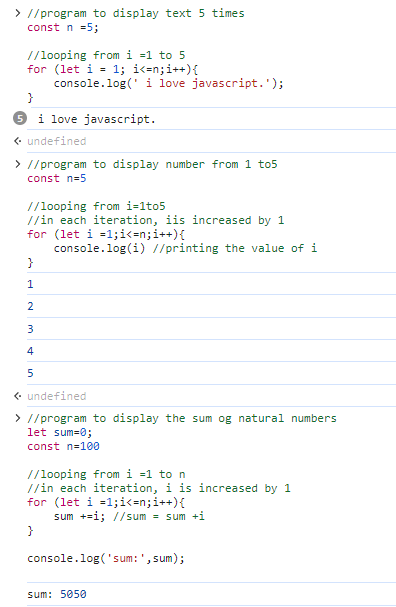 > //program to display text 5 times
const n =5;
//looping from i =1 to 5
for (let i = 1; i<=n;i++){
console.log(' i love javascript.');
}
5 i love javascript.
< undefined
> //program to display number from 1 to5
const n=5
//looping from i=1to5
//in each iteration, iis increased by 1
for (let i =1;i<=n;i++){
console.log(i) //printing the value of i
}
1
2
3
4
5
< undefined
> //program to display the sum og natural numbers
let sum=0;
const n=100
//looping from i =1 to n
//in each iteration, i is increased by 1
for (let i =1;i<=n;i++){
sum +=i; //sum = sum +i
}
console.log('sum:',sum);
sum: 5050